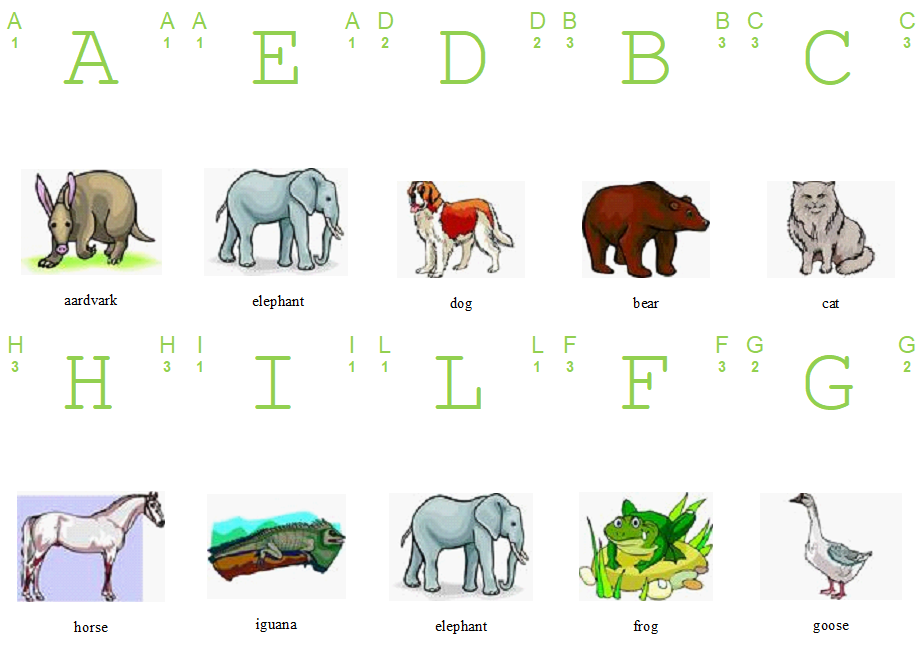 A A A A D D B B C C
1 1 1 1 2 2 3 3 3 3
A E D B C
aardvark elephant dog bear cat
H H I I L L F F G G
3 3 1 1 1 1 3 3 2 2
H I L F G
horse iguana elephant frog goose